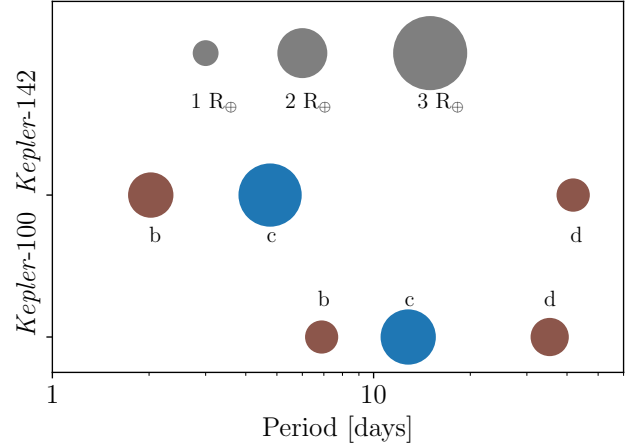 1 R⊕ 2 R⊕ 3 R⊕
Kepler-142
b c d
Kepler-100
b c d
1 10
Period [days]